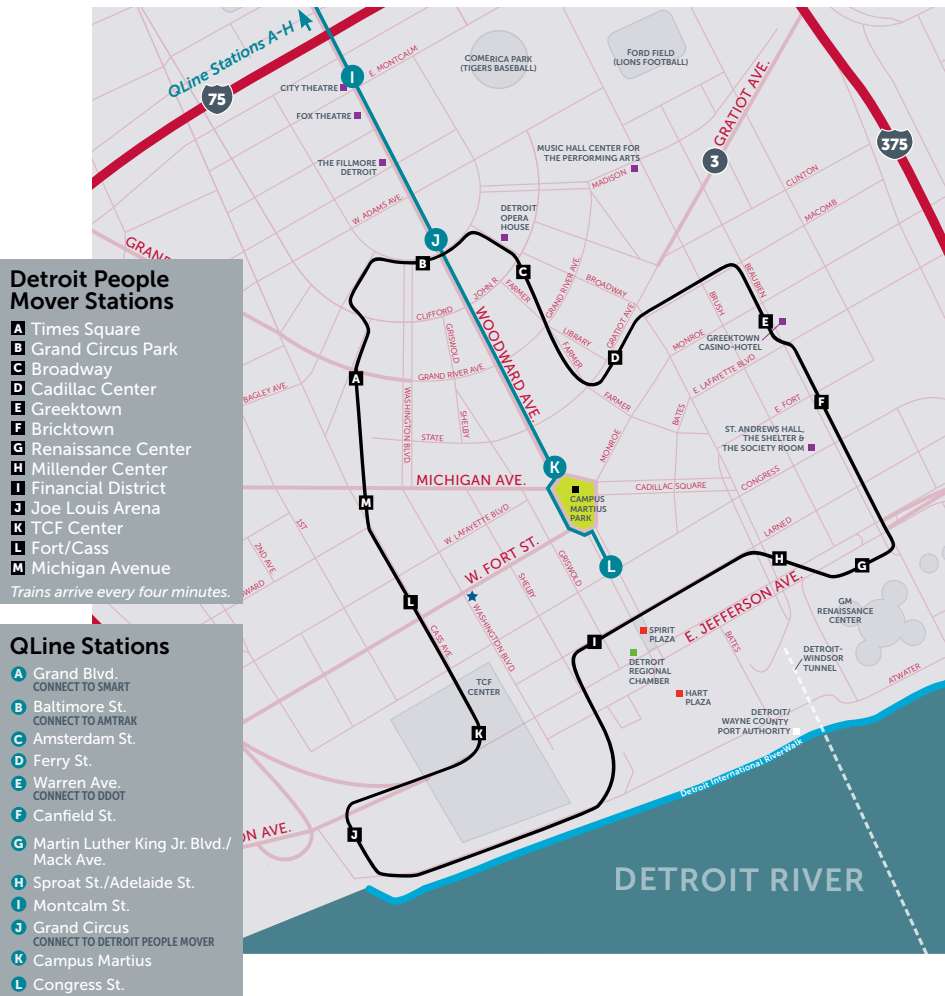 QLine Stations A-H
I
E. MONTCALM
COMERICA PARK
(TIGERS BASEBALL)
FORD FIELD
(LIONS FOOTBALL)
75
CITY THEATRE
FOX THEATRE
GRATIOT AVE.
375
3
THE FILLMORE
DETROIT
MUSIC HALL CENTER FOR
THE PERFORMING ARTS
MADISON
CLINTON
MACOMB
W. ADAMS AVE
DETROIT
OPERA
HOUSE
J
B
C
GRAND
JOHN R
FARMER
GRAND RIVER AVE
BROADWAY
BEAUBIEN
BRUSH
CLIFFORD
GRISWOLD
WOODWARD AVE.
LIBRARY
FARMER
GRATIOT AVE
D
MONROE
E
GREEKTOWN
CASINO-HOTEL
E. LAFAYETTE BLVD
A
GRAND RIVER AVE
BAGLEY AVE
WASHINGTON BLVD
SHELBY
FARMER
BATES
E. FORT
F
STATE
MONROE
ST. ANDREWS HALL,
THE SHELTER &
THE SOCIETY ROOM
K
MICHIGAN AVE.
CADILLAC SQUARE
CONGRESS
CAMPUS
MARTIUS
PARK
M
1ST
W. LAFAYETTE BLVD
LARNED
2ND AVE
W. FORT ST.
GRISWOLD
SHELBY
L
H
G
WARD
L
WASHINGTON BLVD
CASS AVE
E. JEFFERSON AVE.
GM
RENAISSANCE
CENTER
I
SPIRIT
PLAZA
BATES
DETROIT-
WINDSOR
TUNNEL
DETROIT
REGIONAL
CHAMBER
ATWATER
TCF
CENTER
HART
PLAZA
DETROIT/
WAYNE COUNTY
PORT AUTHORITY
K
Detroit International RiverWalk
J
ON AVE.
DETROIT RIVER
Detroit People
Mover Stations
A Times Square
B Grand Circus Park
C Broadway
D Cadillac Center
E Greektown
F Bricktown
G Renaissance Center
H Millender Center
I Financial District
J Joe Louis Arena
K TCF Center
L Fort/Cass
M Michigan Avenue
Trains arrive every four minutes.
QLine Stations
A Grand Blvd.
CONNECT TO SMART
B Baltimore St.
CONNECT TO AMTRAK
C Amsterdam St.
D Ferry St.
E Warren Ave.
CONNECT TO DDOT
F Canfield St.
G Martin Luther King Jr. Blvd./
Mack Ave.
H Sproat St./Adelaide St.
I Montcalm St.
J Grand Circus
CONNECT TO DETROIT PEOPLE MOVER
K Campus Martius
L Congress St.